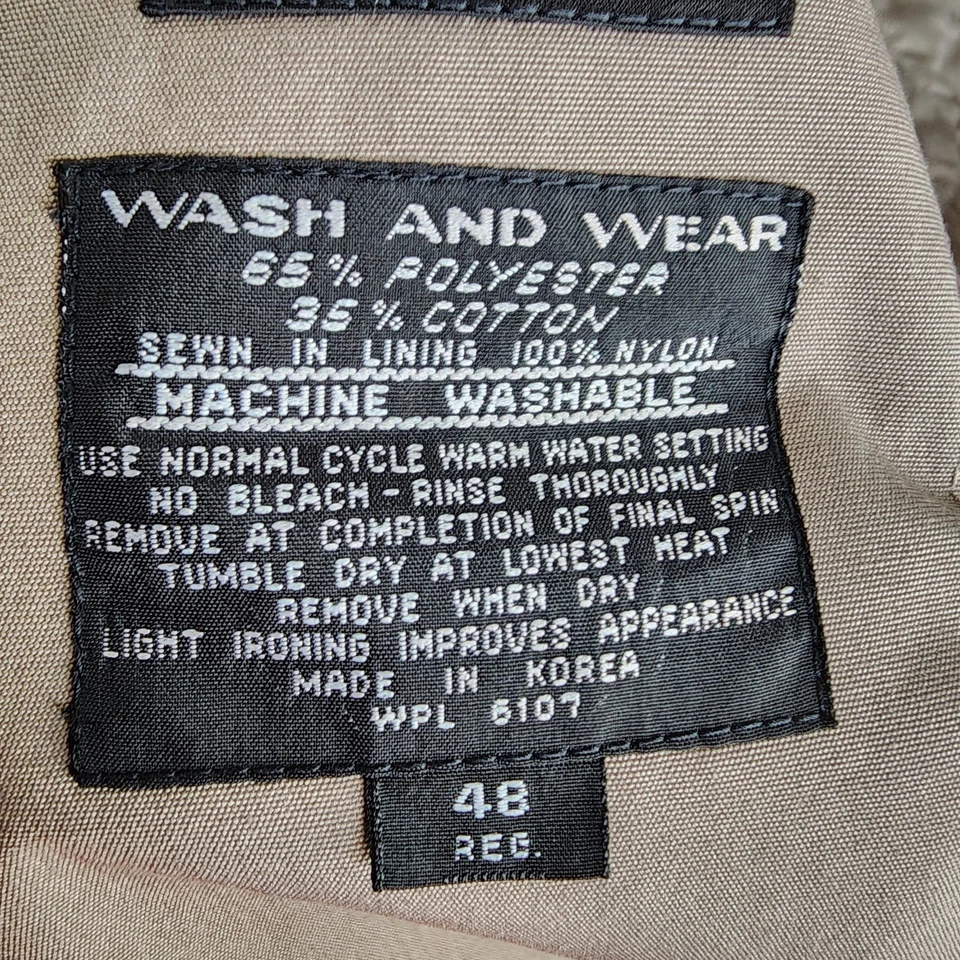 WASH AND WEAR
65% POLYESTER
35% COTTON
SEWN IN LINING 100% NYLON
MACHINE WASHABLE
USE NORMAL CYCLE WARM WATER SETTING
NO BLEACH - RINSE THOROUGHLY
REMOVE AT COMPLETION OF FINAL SPIN
TUMBLE DRY AT LOWEST HEAT
REMOVE WHEN DRY
LIGHT IRONING IMPROVES APPEARANCE
MADE IN KOREA
WPL 6107
48
REG.